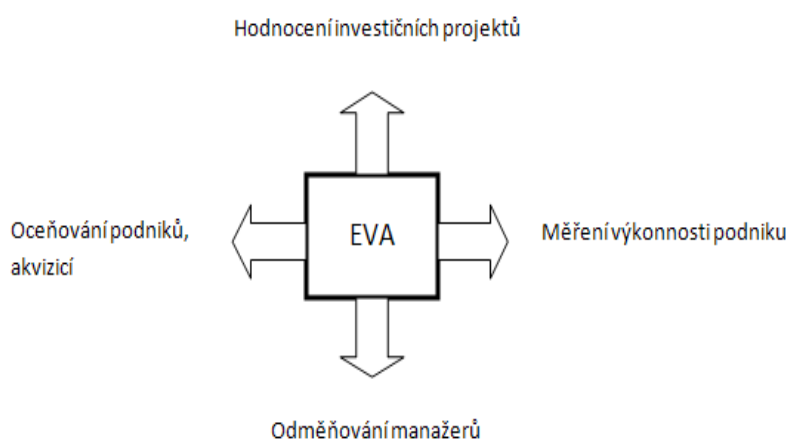 Hodnocení investičních projektů
Oceňování podniků,
akvizicí
EVA
Měření výkonnosti podniku
Odměňování manažerů